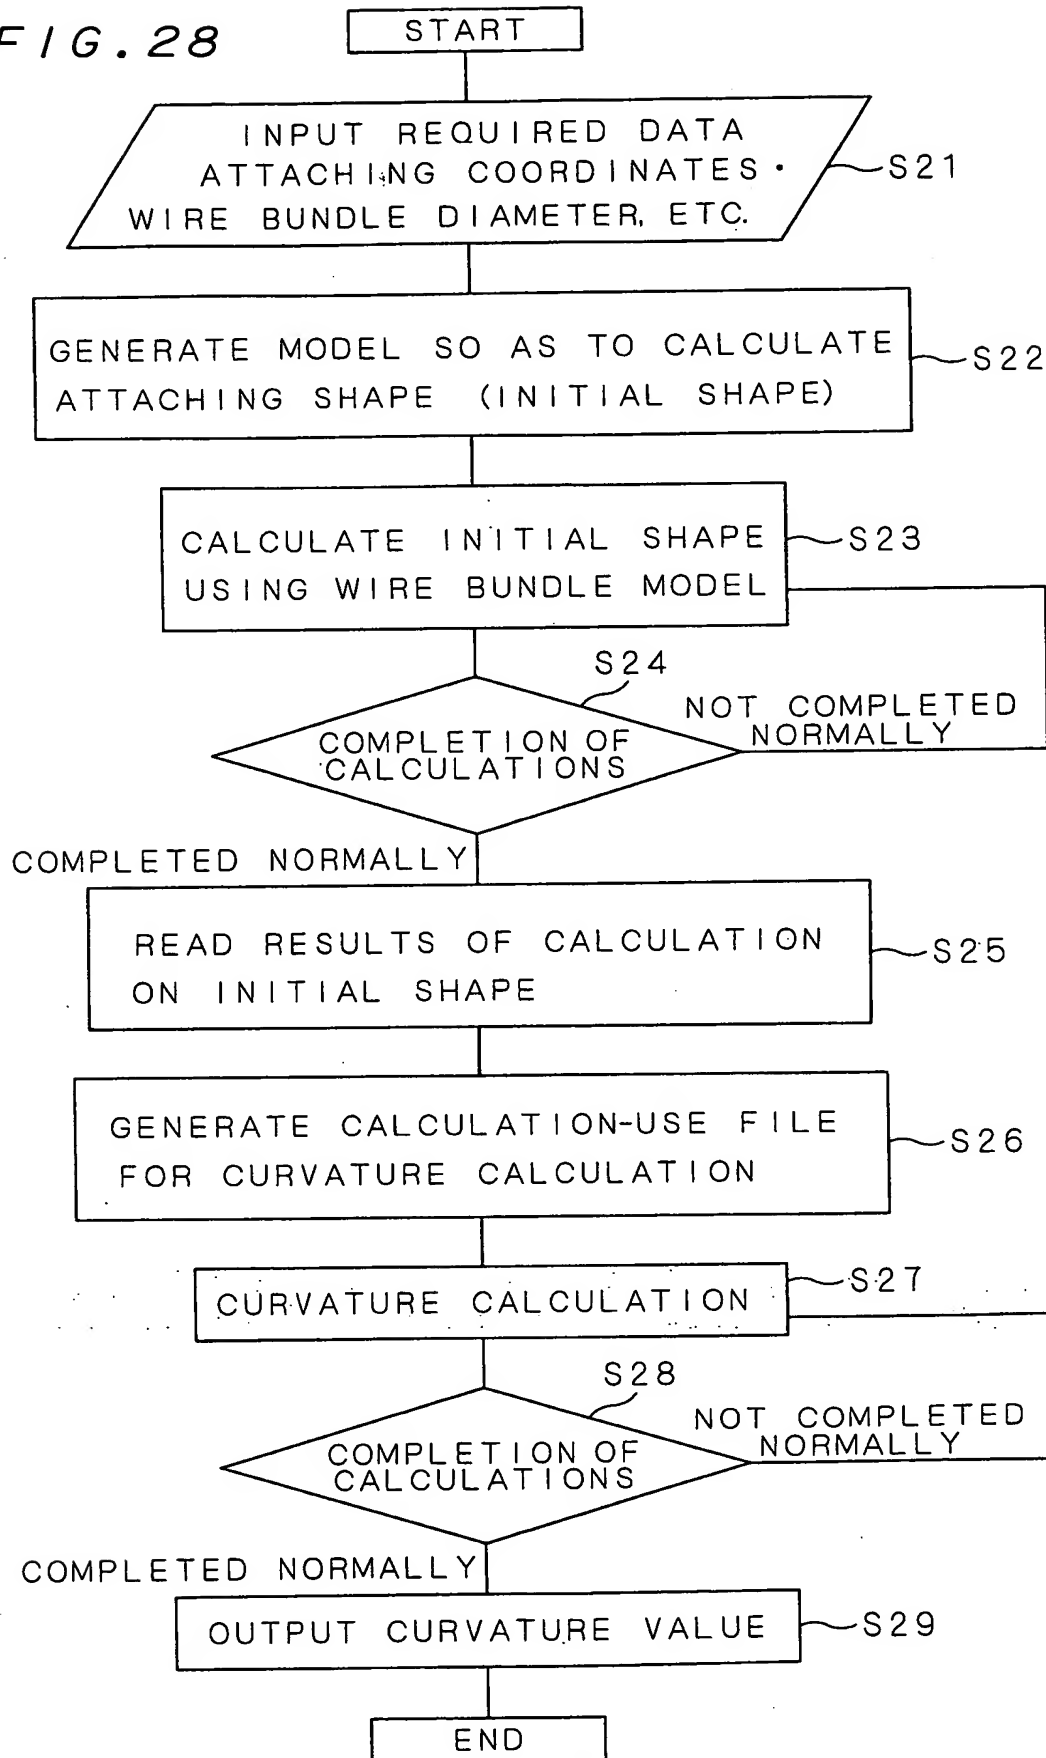 FIG.28
START
INPUT REQUIRED DATA
ATTACHING COORDINATES ·
WIRE BUNDLE DIAMETER, ETC.
S21
GENERATE MODEL SO AS TO CALCULATE
ATTACHING SHAPE (INITIAL SHAPE)
S22
CALCULATE INITIAL SHAPE
USING WIRE BUNDLE MODEL
S23
S24
COMPLETION OF
CALCULATIONS
NOT COMPLETED
NORMALLY
COMPLETED NORMALLY
READ RESULTS OF CALCULATION
ON INITIAL SHAPE
S25
GENERATE CALCULATION-USE FILE
FOR CURVATURE CALCULATION
S26
CURVATURE CALCULATION
S27
S28
COMPLETION OF
CALCULATIONS
NOT COMPLETED
NORMALLY
COMPLETED NORMALLY
OUTPUT CURVATURE VALUE
S29
END